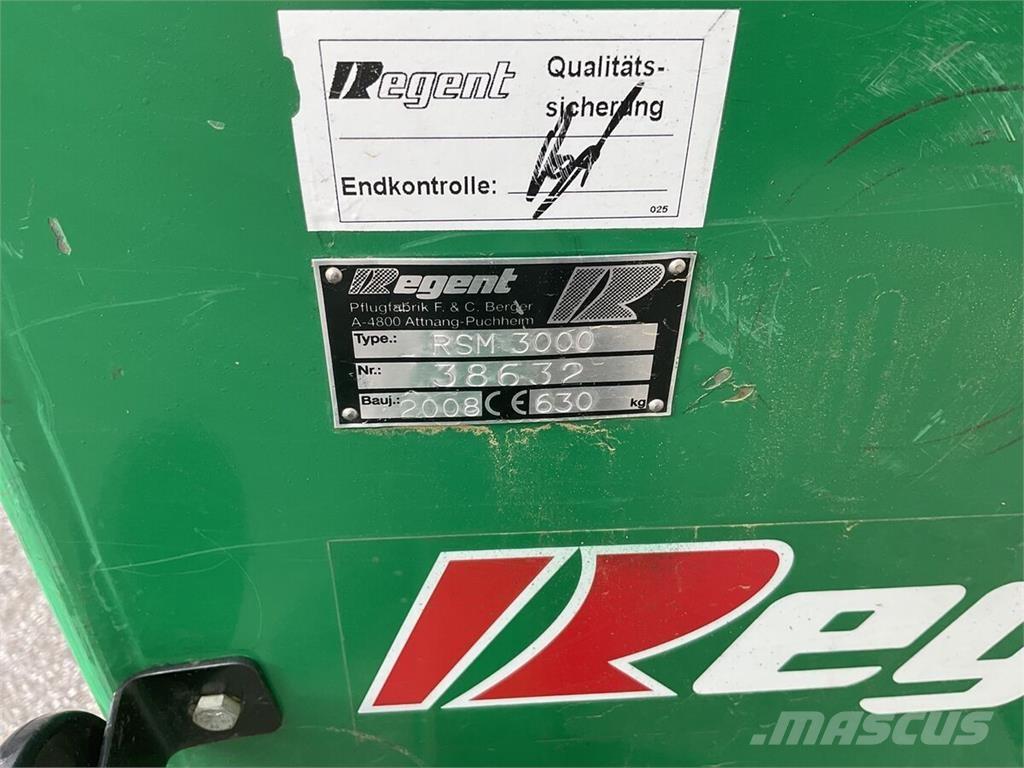 Regent
Qualitäts-
sicherung
Endkontrolle:
025
Regent
Pflugfabrik F. & C. Berger
A-4800 Attnang-Puchheim
Type.: RSM 3000
Nr.: 38632
Bauj.: 2008 CE 630 kg
Reg
MASCUS